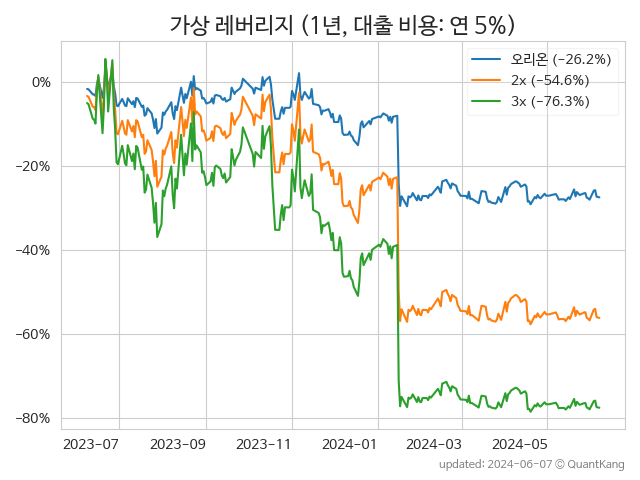 가상 레버리지 (1년, 대출 비용: 연 5%)
오리온 (−26.2%)
2x (−54.6%)
3x (−76.3%)
0%
−20%
−40%
−60%
−80%
2023-07 2023-09 2023-11 2024-01 2024-03 2024-05
updated: 2024-06-07 © QuantKang